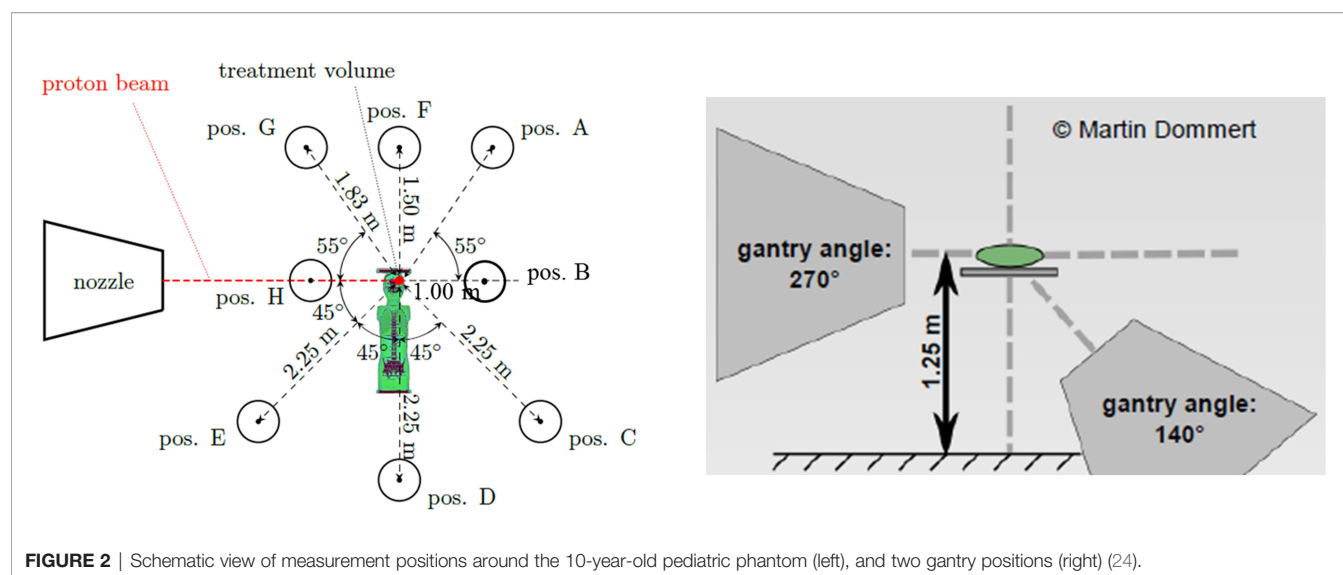 proton beam
treatment volume
pos. G
pos. F
pos. A
1.83 m
1.50 m
55°
55°
nozzle
pos. H
pos. B
1.00 m
45°
45°
45°
2.25 m
2.25 m
2.25 m
pos. E
pos. C
pos. D
© Martin Dommert
gantry angle:
270°
1.25 m
gantry angle:
140°
FIGURE 2 | Schematic view of measurement positions around the 10-year-old pediatric phantom (left), and two gantry positions (right) (24).